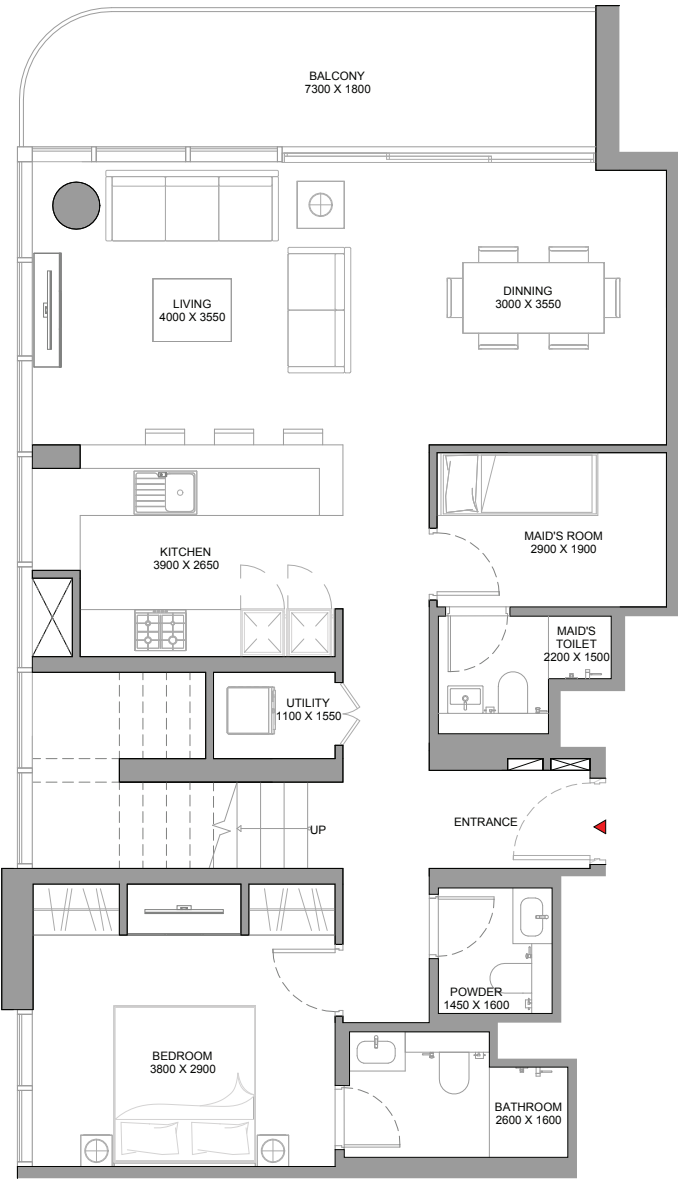 BALCONY
7300 X 1800
LIVING
4000 X 3550
DINNING
3000 X 3550
KITCHEN
3900 X 2650
MAID'S ROOM
2900 X 1900
MAID'S
TOILET
2200 X 1500
UTILITY
1100 X 1550
UP
ENTRANCE
POWDER
1450 X 1600
BEDROOM
3800 X 2900
BATHROOM
2600 X 1600